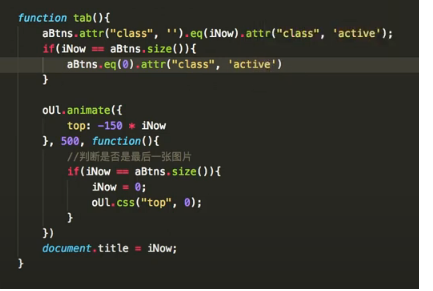 function tab(){
    aBtns.attr("class", '').eq(iNow).attr("class", 'active');
    if(iNow == aBtns.size()){
        aBtns.eq(0).attr("class", 'active')
    }

    oUl.animate({
        top: -150 * iNow
    }, 500, function(){
        //判断是否是最后一张图片
        if(iNow == aBtns.size()){
            iNow = 0;
            oUl.css("top", 0);
        }
    })
    document.title = iNow;
}